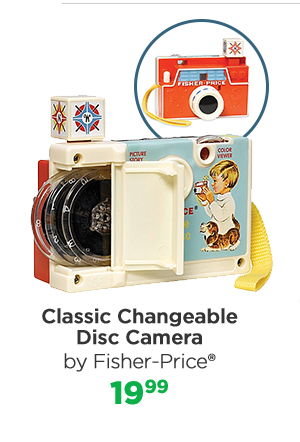 FISHER-PRICE
PICTURE
STORY
COLOR
VIEWER
Classic Changeable
Disc Camera
by Fisher-Price®
19⁹⁹